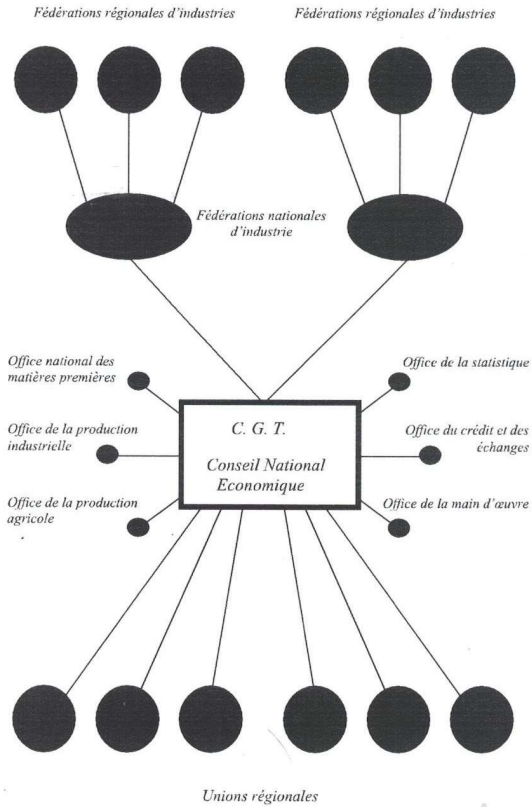 Fédérations régionales d'industries
Fédérations régionales d'industries
Fédérations nationales
d'industrie
Office national des
matières premières
Office de la statistique
Office de la production
industrielle
C. G. T.
Conseil National
Economique
Office du crédit et des
échanges
Office de la production
agricole
Office de la main d'œuvre
Unions régionales